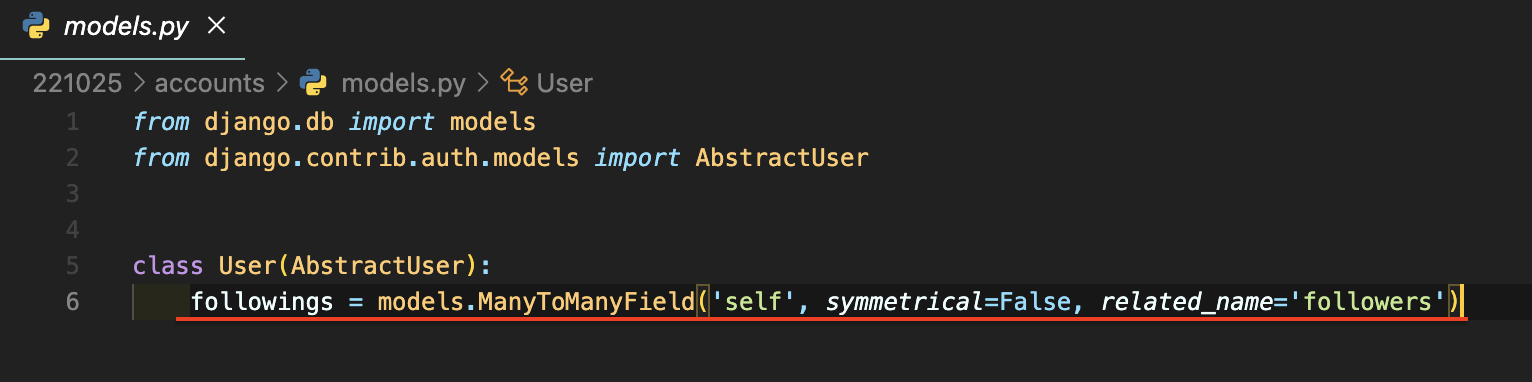 models.py ×
221025 > accounts > models.py > User
1 from django.db import models
2 from django.contrib.auth.models import AbstractUser
3
4
5 class User(AbstractUser):
6     followings = models.ManyToManyField('self', symmetrical=False, related_name='followers')